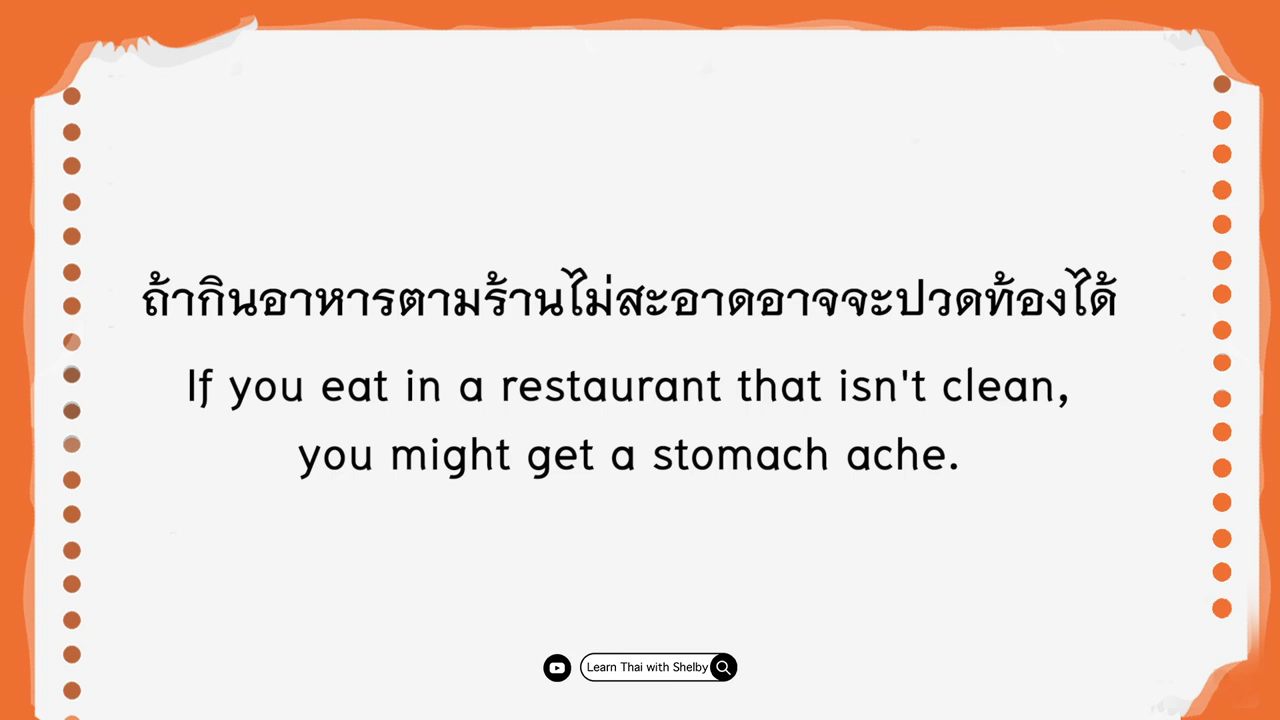 ถ้ากินอาหารตามร้านไม่สะอาดอาจจะปวดท้องได้
If you eat in a restaurant that isn't clean,
you might get a stomach ache.
Learn Thai with Shelby